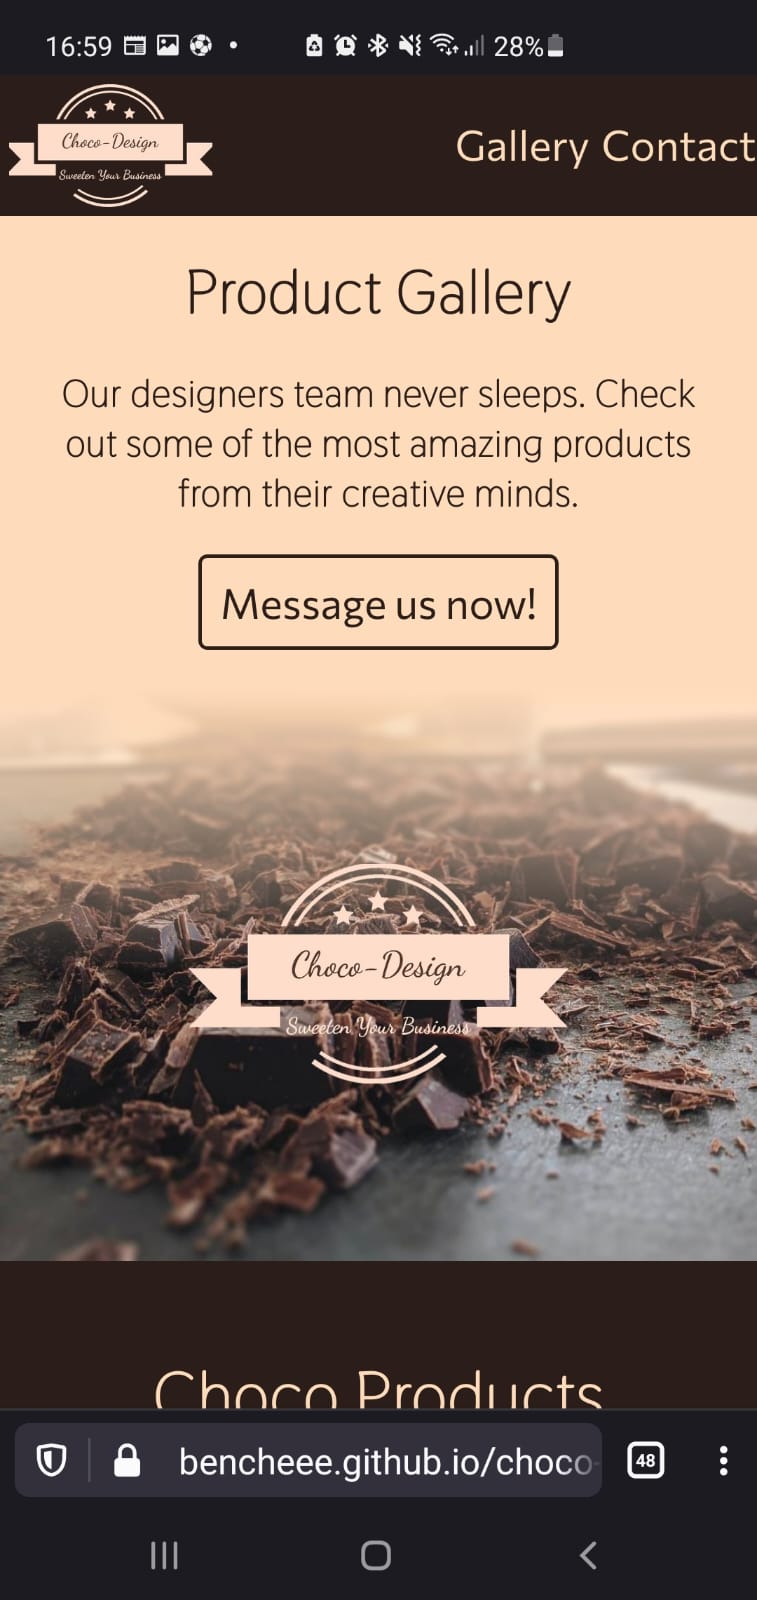 16:59
28%
Choco-Design
Sweeten Your Business
Gallery Contact
Product Gallery
Our designers team never sleeps. Check
out some of the most amazing products
from their creative minds.
Message us now!
Choco-Design
Sweeten Your Business
Choco Products
bencheee.github.io/choco-
48